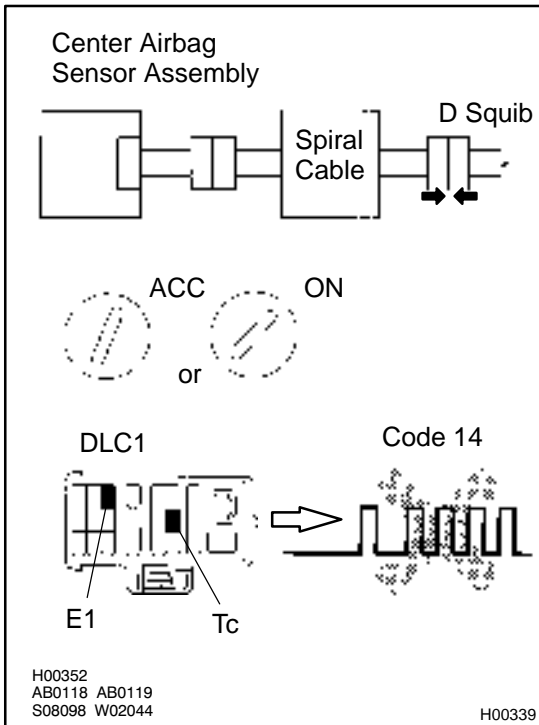 Center Airbag
Sensor Assembly
D Squib
Spiral
Cable
ACC
ON
or
DLC1
Code 14
E1
Tc
H00352
AB0118 AB0119
S08098 W02044
H00339